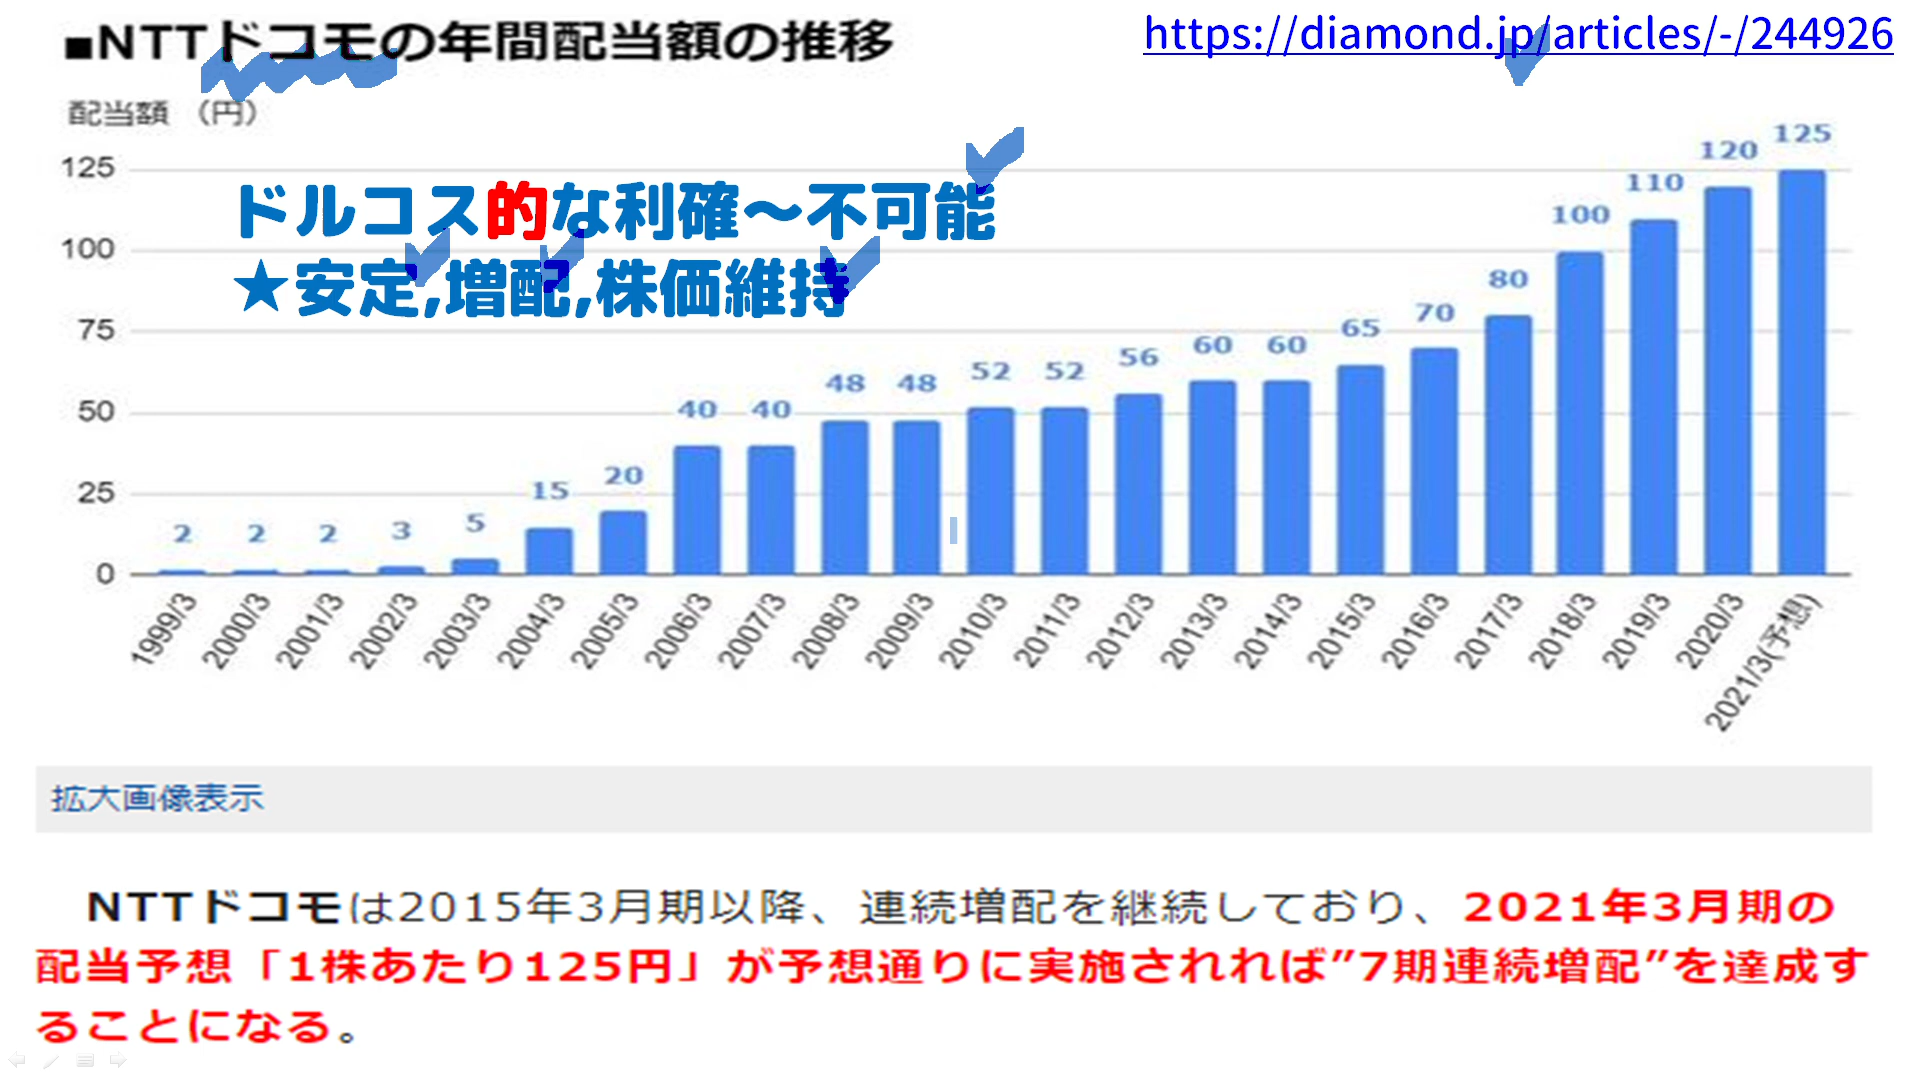 ■NTTドコモの年間配当額の推移
https://diamond.jp/articles/-/244926
配当額 （円）
ドルコス的な利確～不可能
★安定,増配,株価維持
125
100
75
50
25
0
2 2 2 3 5 15 20 40 40 48 48 52 52 56 60 60 65 70 80 100 110 120 125
1999/3 2000/3 2001/3 2002/3 2003/3 2004/3 2005/3 2006/3 2007/3 2008/3 2009/3 2010/3 2011/3 2012/3 2013/3 2014/3 2015/3 2016/3 2017/3 2018/3 2019/3 2020/3 2021/3(予想)
拡大画像表示
NTTドコモは2015年3月期以降、連続増配を継続しており、2021年3月期の
配当予想「1株あたり125円」が予想通りに実施されれば”7期連続増配”を達成す
ることになる。